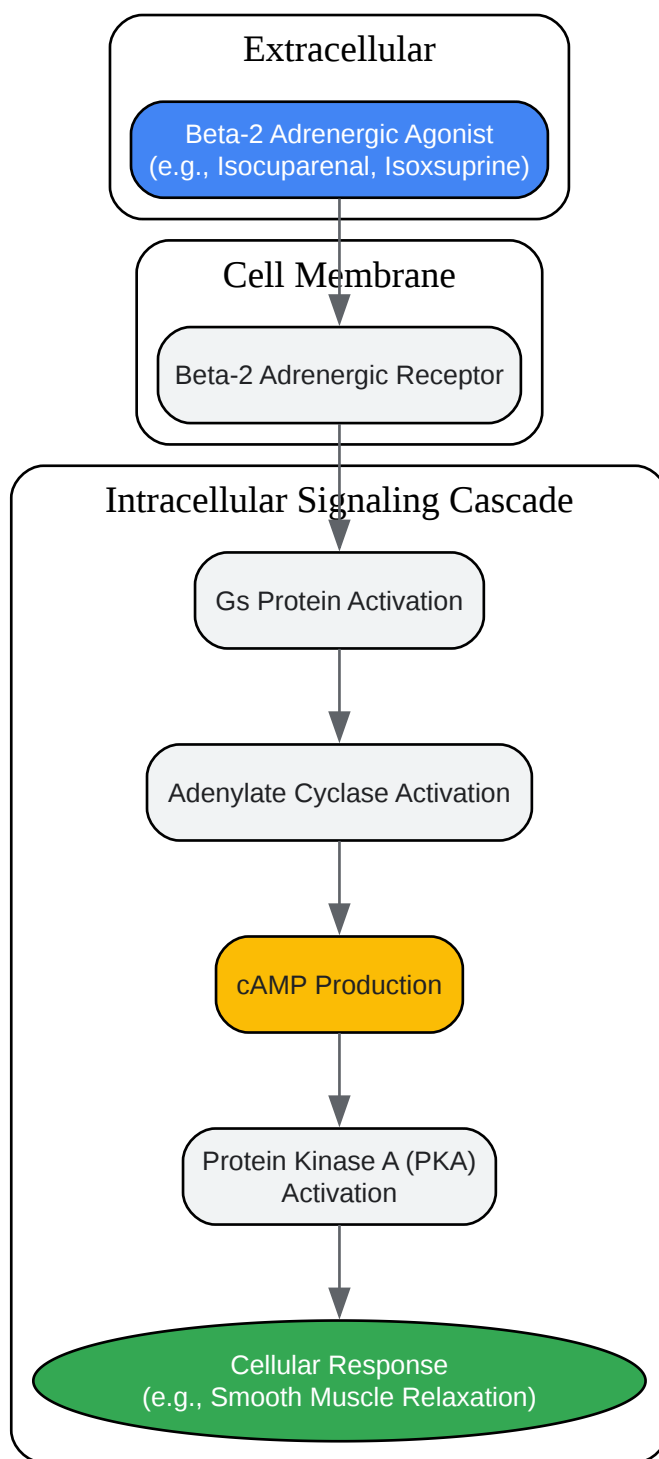 Extracellular
Beta-2 Adrenergic Agonist
(e.g., Isocuparenal, Isoxsuprine)
Cell Membrane
Beta-2 Adrenergic Receptor
Intracellular Signaling Cascade
Gs Protein Activation
Adenylate Cyclase Activation
cAMP Production
Protein Kinase A (PKA)
Activation
Cellular Response
(e.g., Smooth Muscle Relaxation)